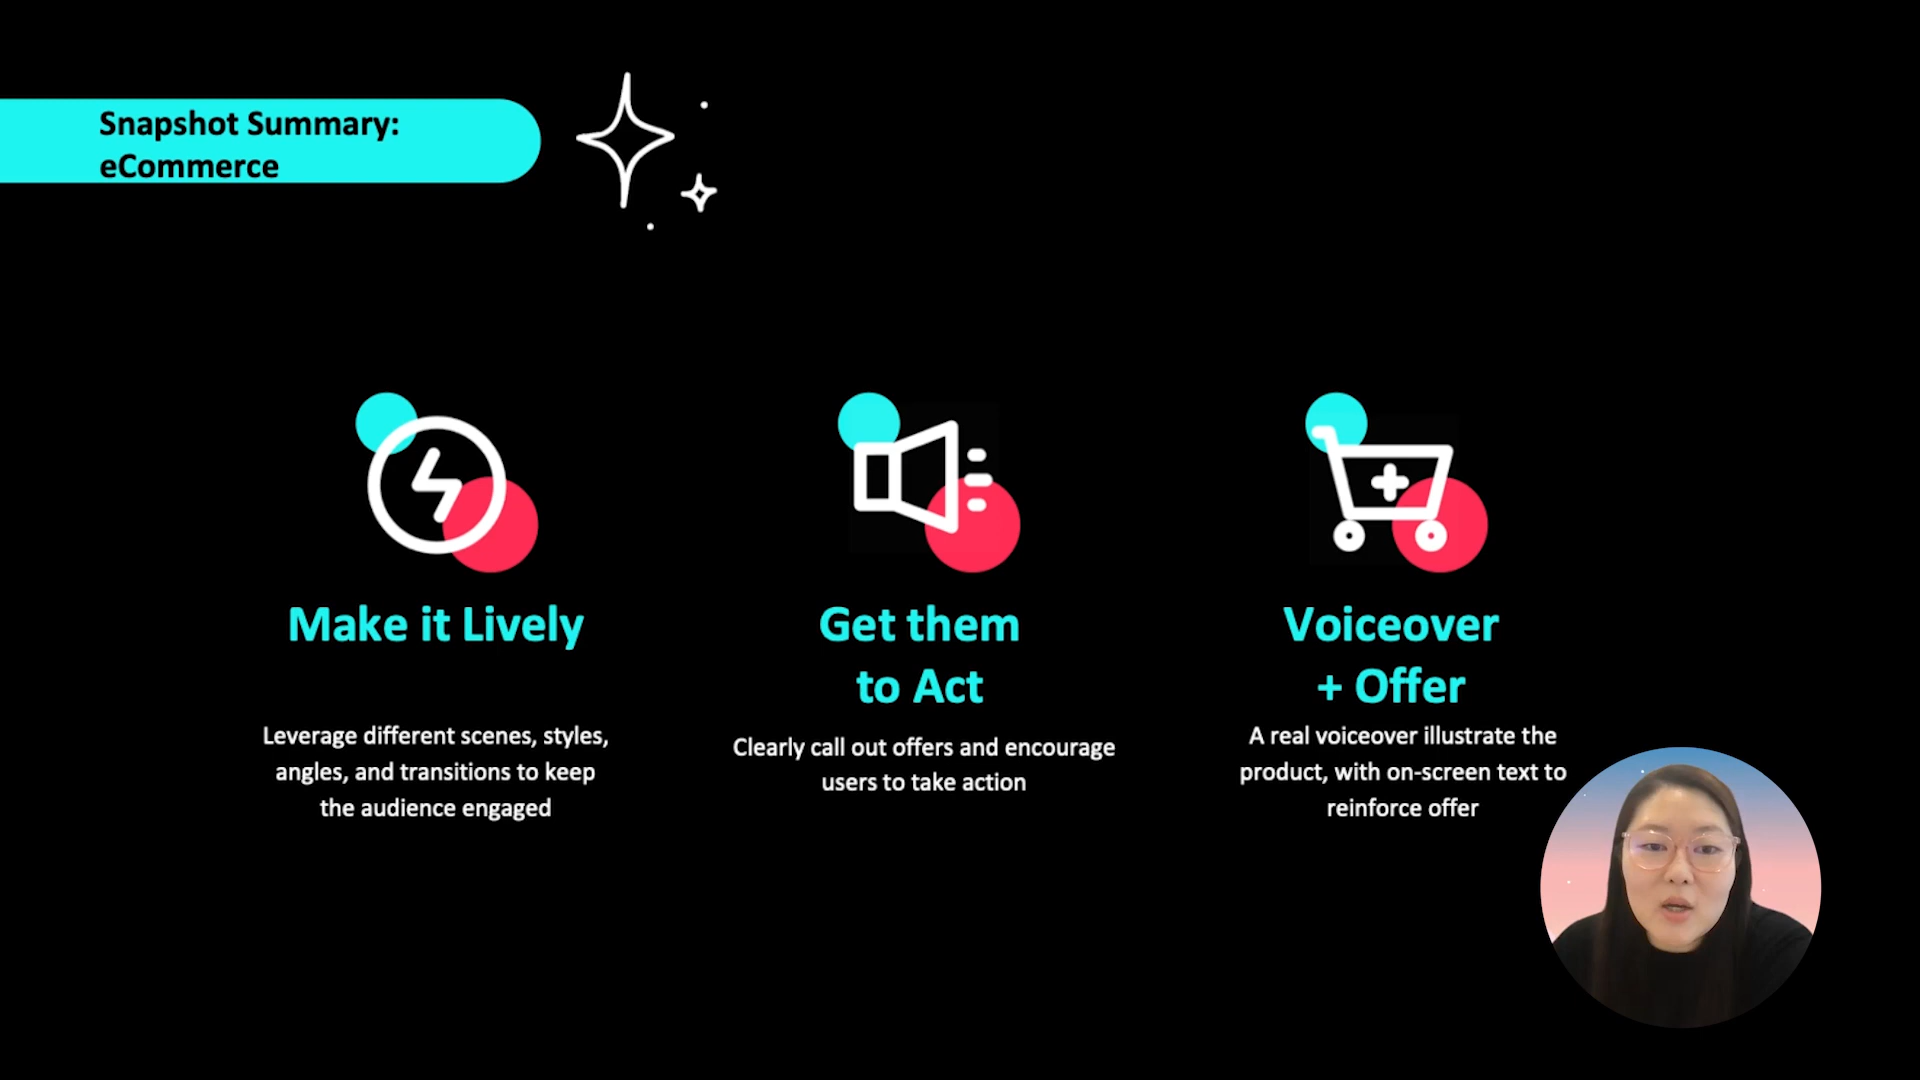 Snapshot Summary:
eCommerce
Make it Lively
Leverage different scenes, styles,
angles, and transitions to keep
the audience engaged
Get them
to Act
Clearly call out offers and encourage
users to take action
Voiceover
+ Offer
A real voiceover illustrate the
product, with on-screen text to
reinforce offer